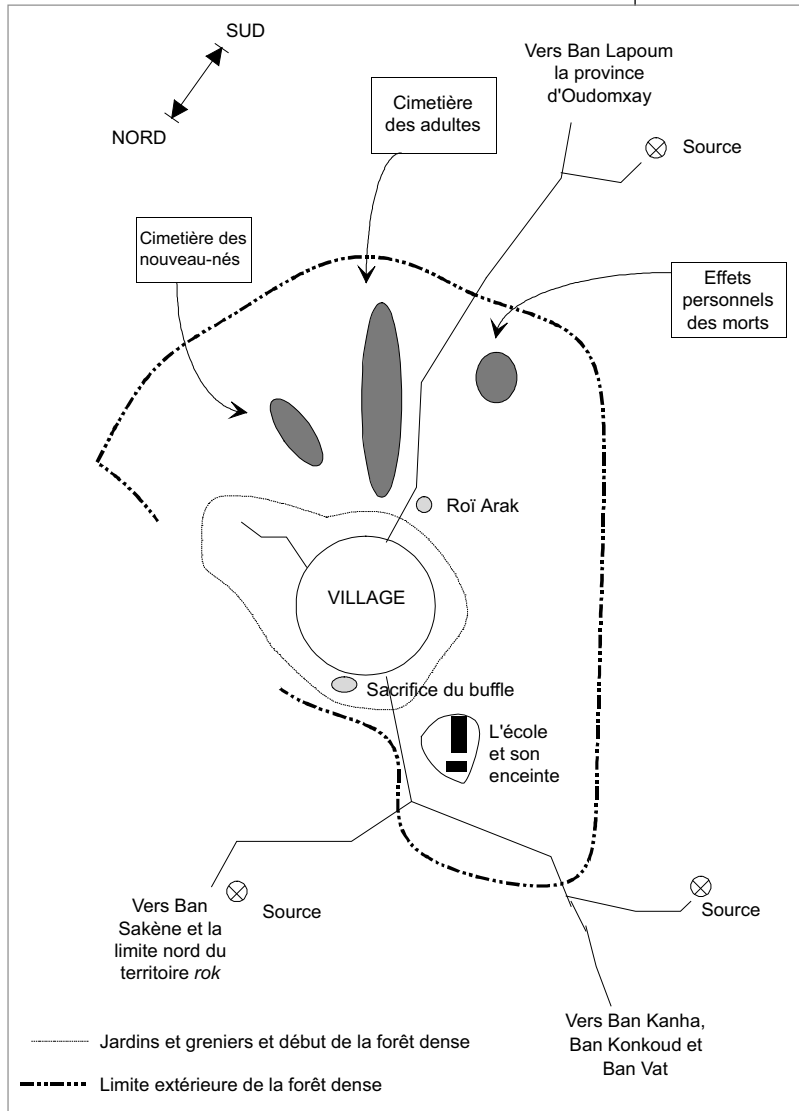 SUD
NORD
Vers Ban Lapoum
la province
d'Oudomxay
Cimetière
des adultes
Source
Cimetière des
nouveau-nés
Effets
personnels
des morts
Roï Arak
VILLAGE
Sacrifice du buffle
L'école
et son
enceinte
Vers Ban
Sakène et la
limite nord du
territoire rok
Source
Source
Vers Ban Kanha,
Ban Konkoud et
Ban Vat
Jardins et greniers et début de la forêt dense
Limite extérieure de la forêt dense